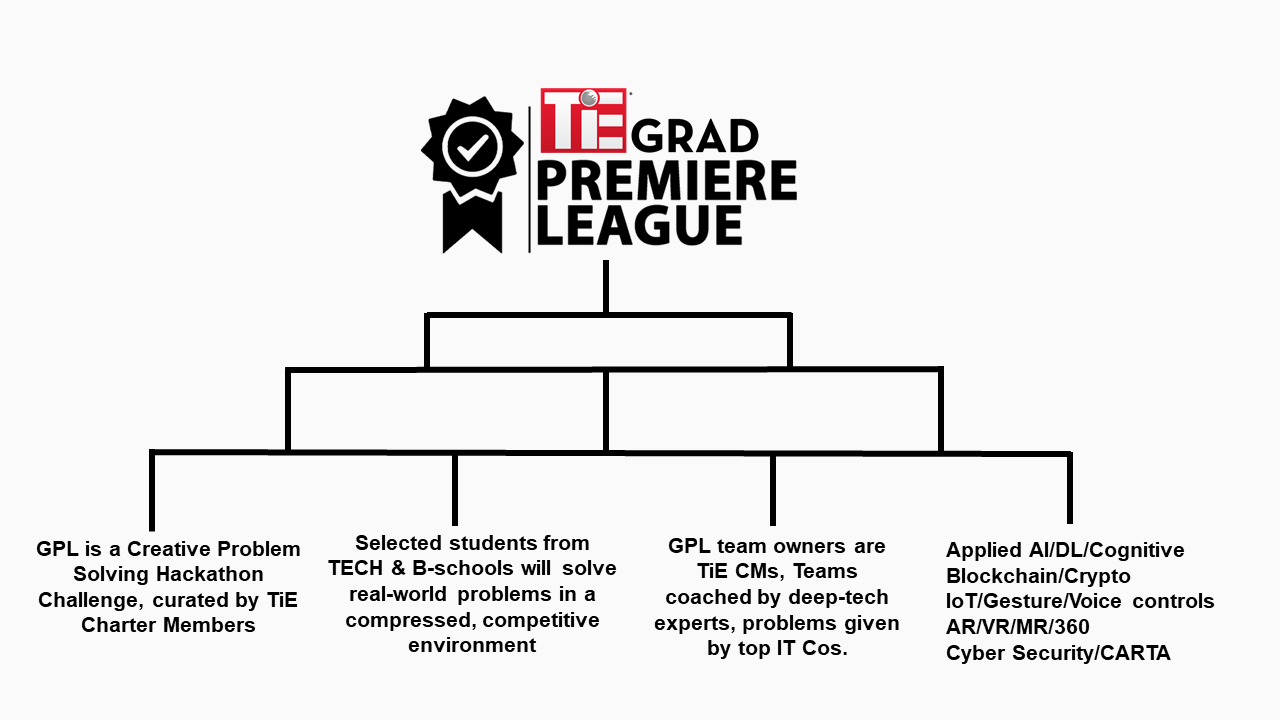 TiE GRAD
PREMIERE
LEAGUE
GPL is a Creative Problem
Solving Hackathon
Challenge, curated by TiE
Charter Members
Selected students from
TECH & B-schools will solve
real-world problems in a
compressed, competitive
environment
GPL team owners are
TiE CMs, Teams
coached by deep-tech
experts, problems given
by top IT Cos.
Applied AI/DL/Cognitive
Blockchain/Crypto
IoT/Gesture/Voice controls
AR/VR/MR/360
Cyber Security/CARTA